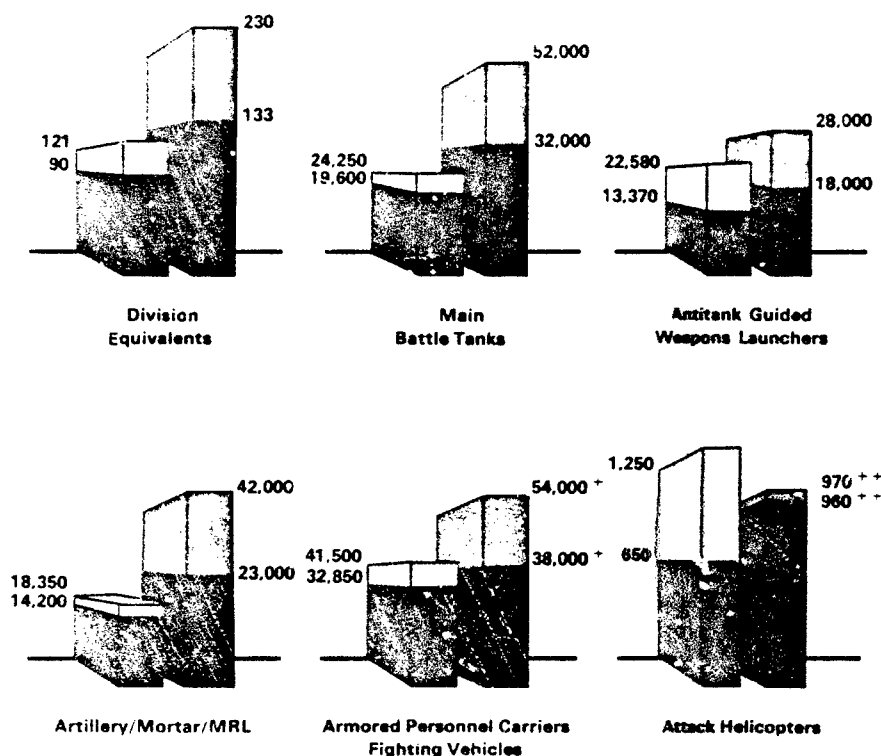 230
133
121
90
Division
Equivalents
52,000
32,000
24,250
19,600
Main
Battle Tanks
28,000
18,000
22,580
13,370
Antitank Guided
Weapons Launchers
42,000
23,000
18,350
14,200
Artillery/Mortar/MRL
54,000 +
38,000 +
41,500
32,850
Armored Personnel Carriers
Fighting Vehicles
1,250
650
970 + +
960 + +
Attack Helicopters